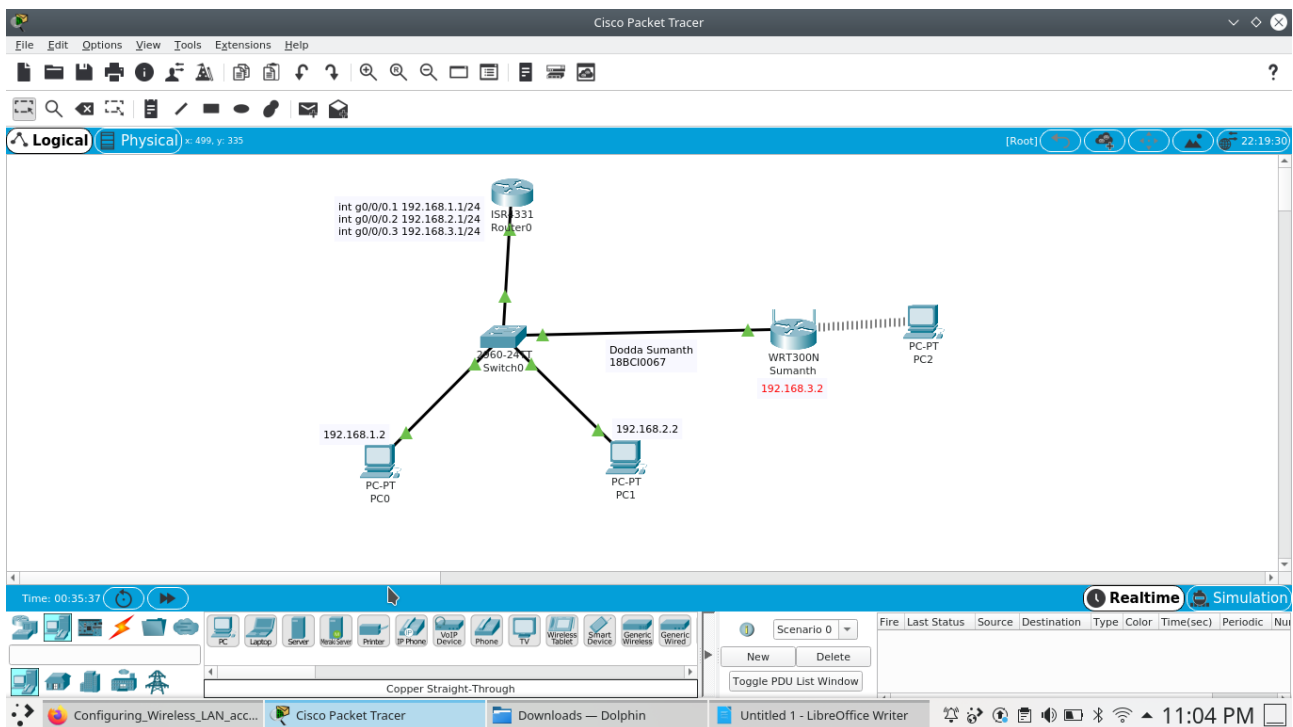 Cisco Packet Tracer
File Edit Options View Tools Extensions Help
?
Logical Physical x: 499, y: 335 [Root] 22:19:30
int g0/0/0.1 192.168.1.1/24
int g0/0/0.2 192.168.2.1/24
int g0/0/0.3 192.168.3.1/24
ISR4331
Router0
2960-24TT
Switch0
Dodda Sumanth
18BCI0067
WRT300N
Sumanth
192.168.3.2
PC-PT
PC2
192.168.1.2
PC-PT
PC0
192.168.2.2
PC-PT
PC1
Time: 00:35:37 Realtime Simulation
PC Laptop Server Meraki Server Printer IP Phone VoIP Device Phone TV Wireless Tablet Smart Device Generic Wireless Generic Wired
Copper Straight-Through
Scenario 0
New Delete
Toggle PDU List Window
Fire Last Status Source Destination Type Color Time(sec) Periodic Nu
Configuring_Wireless_LAN_acc... Cisco Packet Tracer Downloads — Dolphin Untitled 1 - LibreOffice Writer 11:04 PM